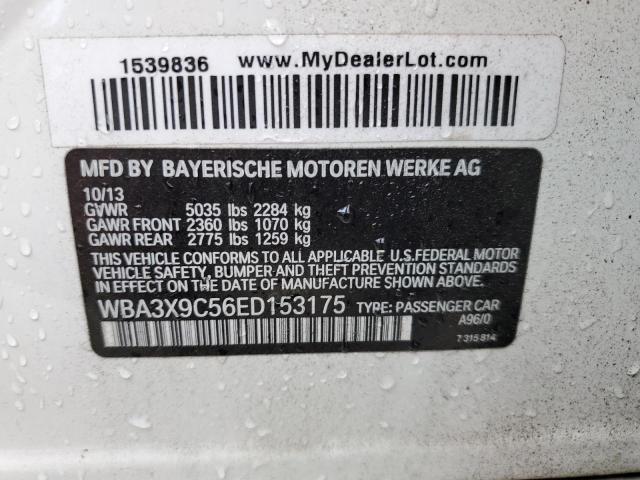 1539836 www.MyDealerLot.com
MFD BY BAYERISCHE MOTOREN WERKE AG
10/13
GVWR 5035 lbs 2284 kg
GAWR FRONT 2360 lbs 1070 kg
GAWR REAR 2775 lbs 1259 kg
THIS VEHICLE CONFORMS TO ALL APPLICABLE U.S.FEDERAL MOTOR
VEHICLE SAFETY, BUMPER AND THEFT PREVENTION STANDARDS
IN EFFECT ON THE DATE OF MANUFACTURE SHOWN ABOVE.
WBA3X9C56ED153175 TYPE: PASSENGER CAR
A96/0
7 315 814